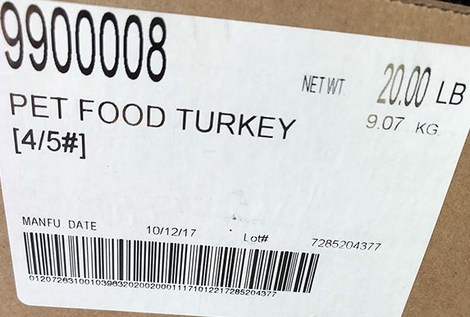 9900008
NET WT 20.00 LB
PET FOOD TURKEY 9.07 KG
[4/5#]
MANFU DATE 10/12/17 Lot# 7285204377